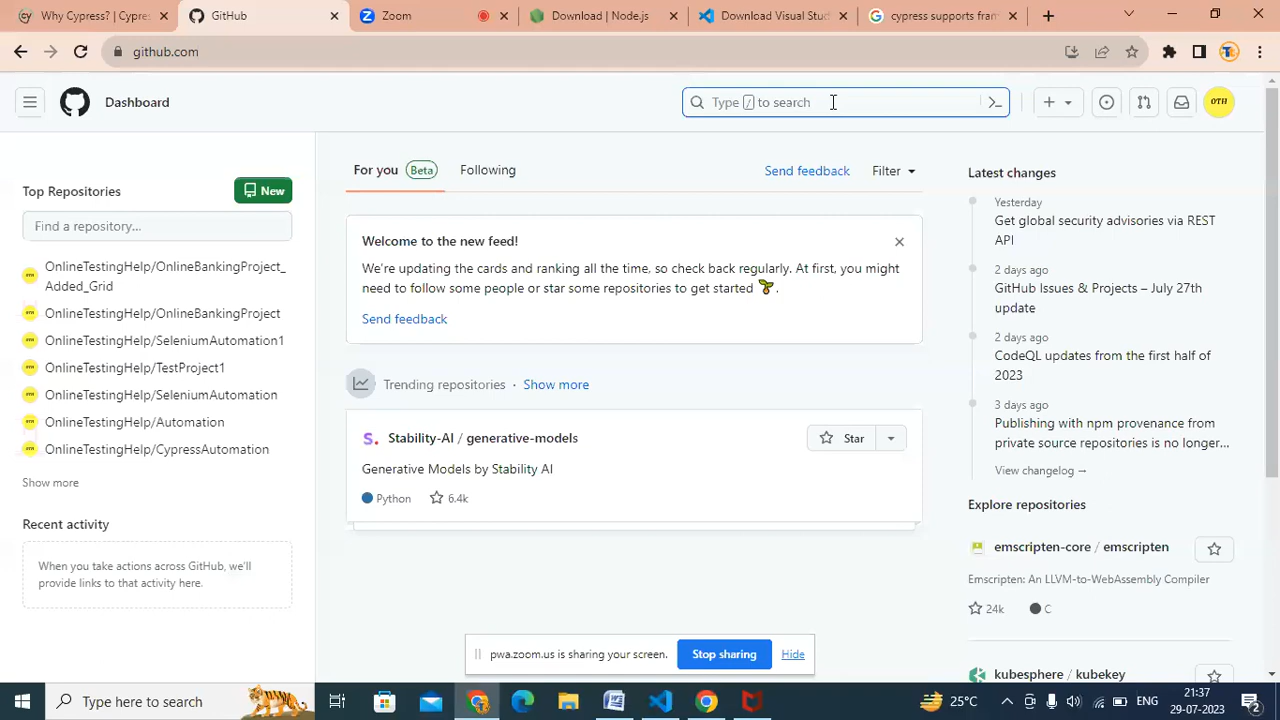 Why Cypress? | Cypres
GitHub
Zoom
Download | Node.js
Download Visual Stud
cypress supports fram
github.com
Dashboard
Type / to search
OTH
For you Beta
Following
Send feedback
Filter
Top Repositories
New
Find a repository...
OnlineTestingHelp/OnlineBankingProject_
Added_Grid
OnlineTestingHelp/OnlineBankingProject
OnlineTestingHelp/SeleniumAutomation1
OnlineTestingHelp/TestProject1
OnlineTestingHelp/SeleniumAutomation
OnlineTestingHelp/Automation
OnlineTestingHelp/CypressAutomation
Show more
Recent activity
When you take actions across GitHub, we'll
provide links to that activity here.
Welcome to the new feed!
We're updating the cards and ranking all the time, so check back regularly. At first, you might
need to follow some people or star some repositories to get started 🌱.
Send feedback
Trending repositories · Show more
Stability-AI / generative-models
Star
Generative Models by Stability AI
Python
6.4k
Latest changes
Yesterday
Get global security advisories via REST
API
2 days ago
GitHub Issues & Projects – July 27th
update
2 days ago
CodeQL updates from the first half of
2023
3 days ago
Publishing with npm provenance from
private source repositories is no longer...
View changelog →
Explore repositories
emscripten-core / emscripten
Emscripten: An LLVM-to-WebAssembly Compiler
24k
C
kubesphere / kubekey
pwa.zoom.us is sharing your screen.
Stop sharing
Hide
Type here to search
25°C
ENG
21:37
29-07-2023
2